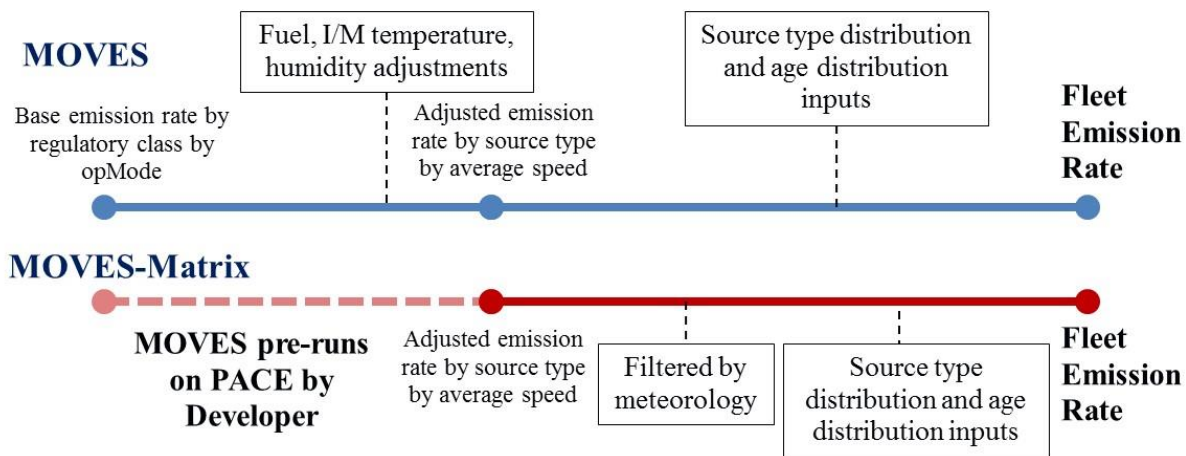 MOVES
Fuel, I/M temperature,
humidity adjustments
Source type distribution
and age distribution
inputs
Base emission rate by
regulatory class by
opMode
Adjusted emission
rate by source type
by average speed
Fleet
Emission
Rate
MOVES-Matrix
MOVES pre-runs
on PACE by
Developer
Adjusted emission
rate by source type
by average speed
Filtered by
meteorology
Source type
distribution and age
distribution inputs
Fleet
Emission
Rate